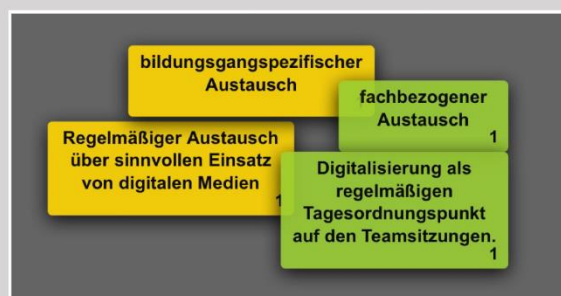 bildungsgangspezifischer
Austausch
fachbezogener
Austausch
1
Regelmäßiger Austausch
über sinnvollen Einsatz
von digitalen Medien
1
Digitalisierung als
regelmäßigen
Tagesordnungspunkt
auf den Teamsitzungen.
1